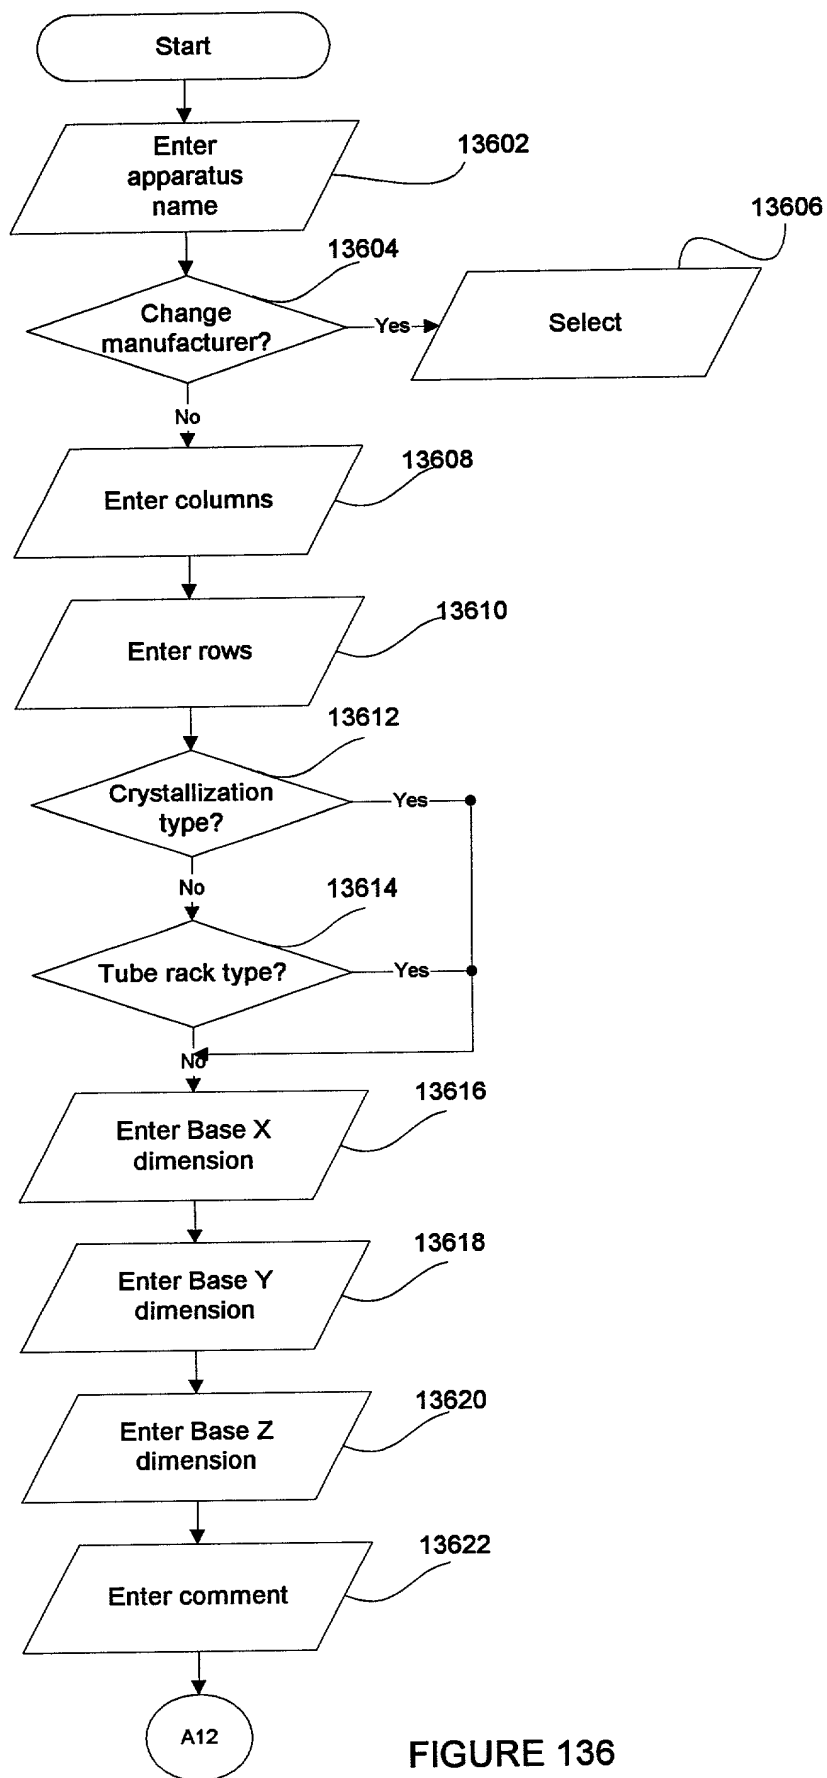 Start
Enter
apparatus
name
13602
13604
13606
Change
manufacturer?
Yes
Select
No
13608
Enter columns
13610
Enter rows
13612
Crystallization
type?
Yes
No
13614
Tube rack type?
Yes
No
13616
Enter Base X
dimension
13618
Enter Base Y
dimension
13620
Enter Base Z
dimension
13622
Enter comment
A12
FIGURE 136